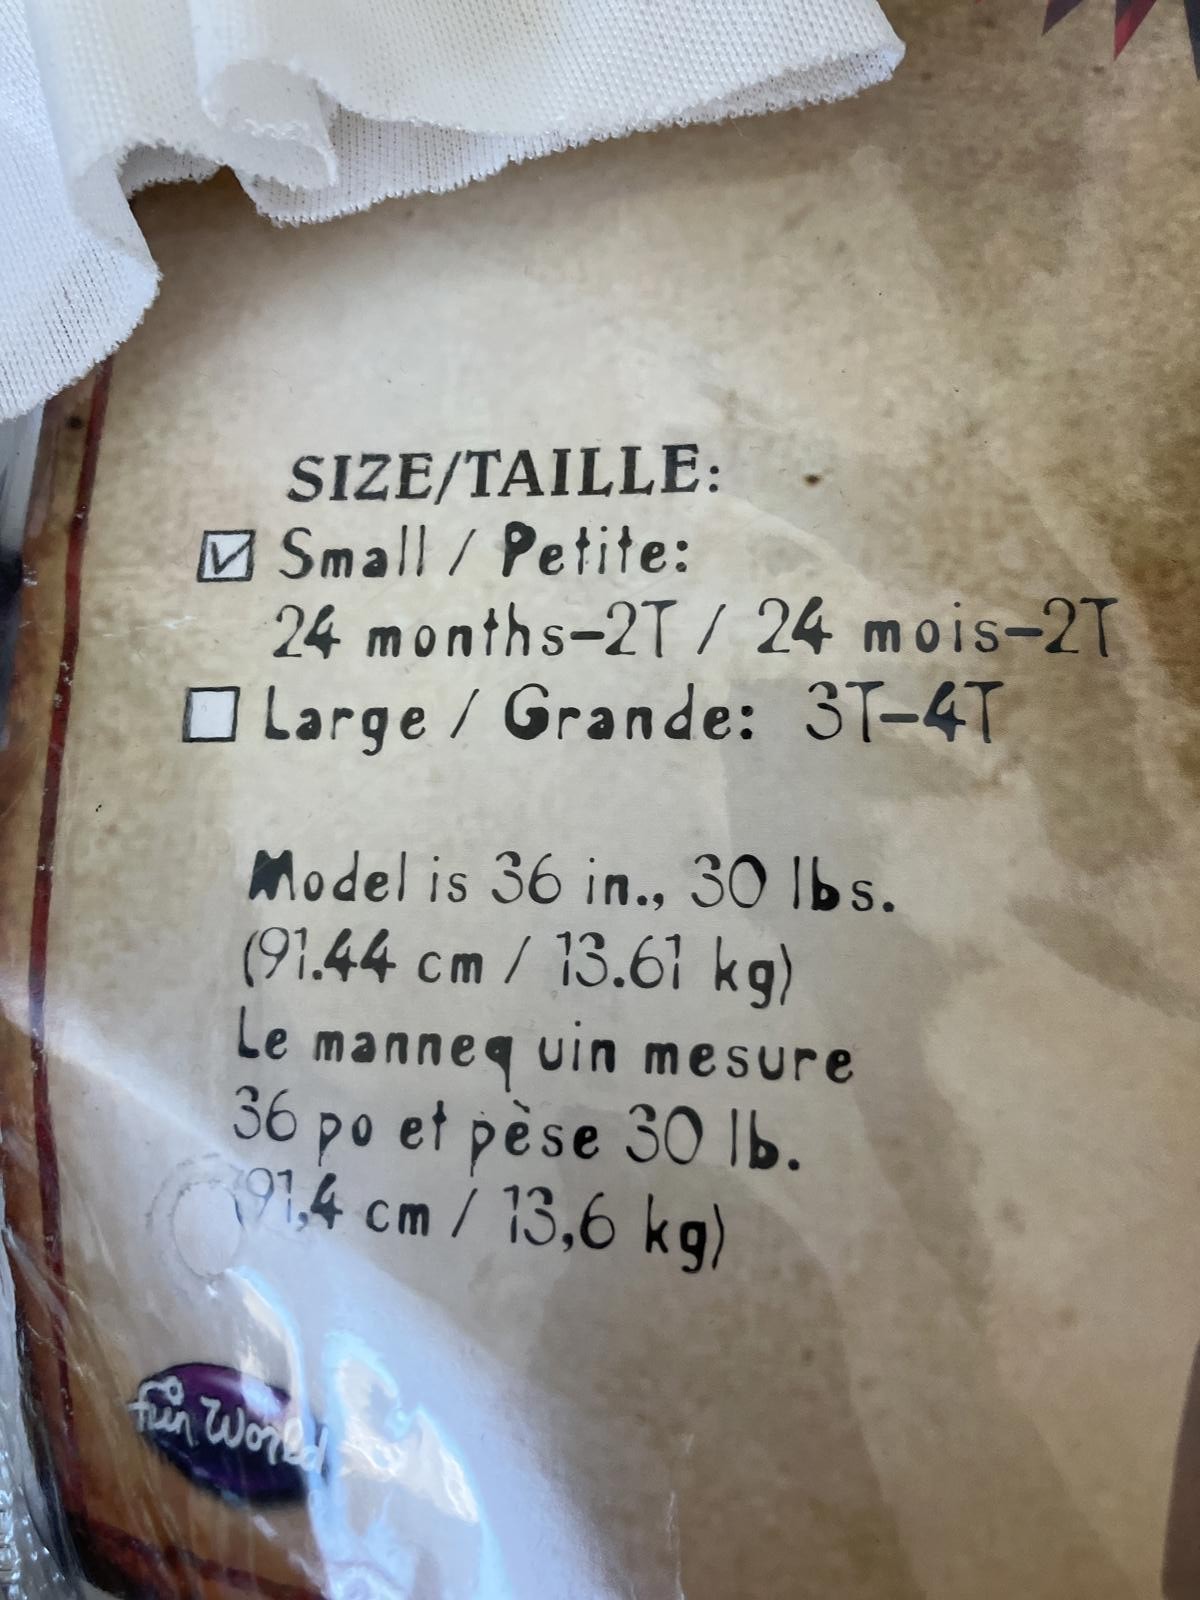 SIZE/TAILLE:
Small / Petite:
24 months-2T / 24 mois-2T
Large / Grande: 3T-4T
Model is 36 in., 30 lbs.
(91.44 cm / 13.61 kg)
Le mannequin mesure
36 po et pèse 30 lb.
(91,4 cm / 13,6 kg)
fun World